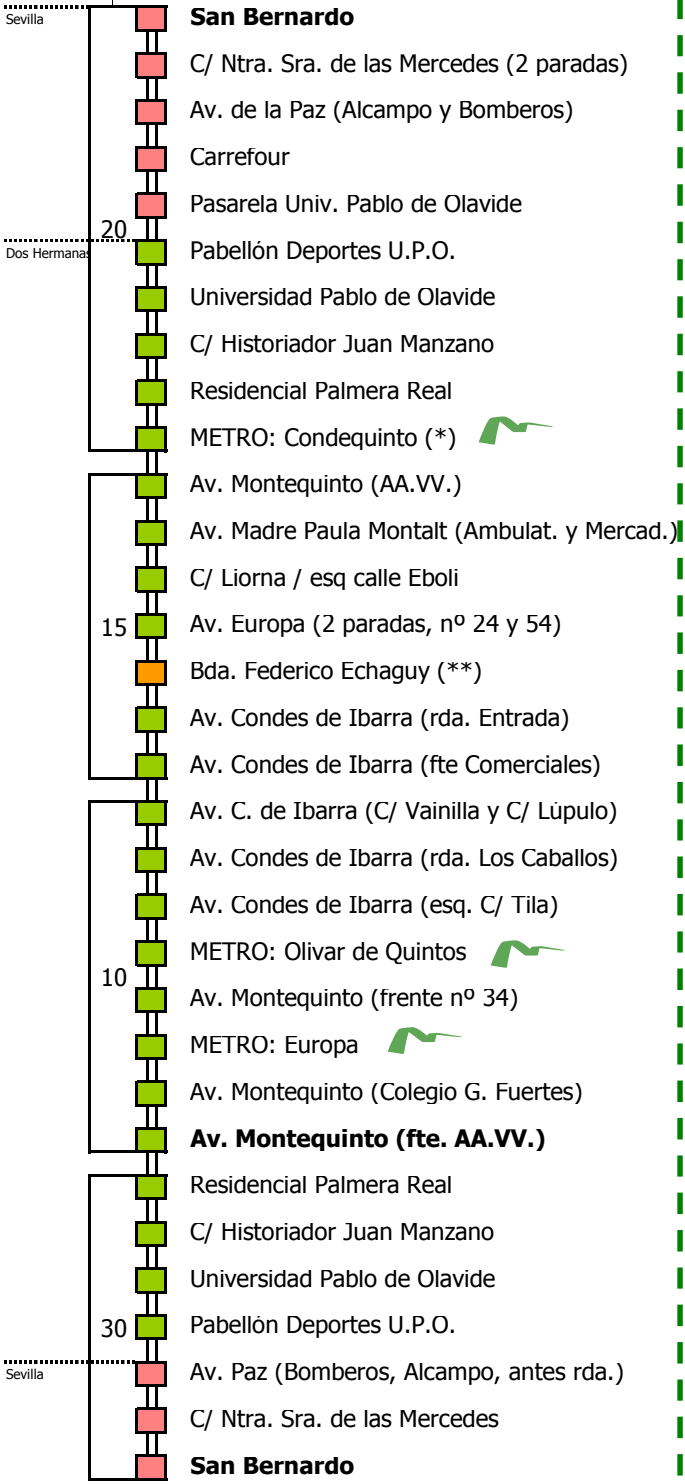 Sevilla
San Bernardo
C/ Ntra. Sra. de las Mercedes (2 paradas)
Av. de la Paz (Alcampo y Bomberos)
Carrefour
Pasarela Univ. Pablo de Olavide
20
Dos Hermanas
Pabellón Deportes U.P.O.
Universidad Pablo de Olavide
C/ Historiador Juan Manzano
Residencial Palmera Real
METRO: Condequinto (*)
Av. Montequinto (AA.VV.)
Av. Madre Paula Montalt (Ambulat. y Mercad.)
C/ Liorna / esq calle Eboli
15
Av. Europa (2 paradas, nº 24 y 54)
Bda. Federico Echaguy (**)
Av. Condes de Ibarra (rda. Entrada)
Av. Condes de Ibarra (fte Comerciales)
Av. C. de Ibarra (C/ Vainilla y C/ Lúpulo)
Av. Condes de Ibarra (rda. Los Caballos)
Av. Condes de Ibarra (esq. C/ Tila)
METRO: Olivar de Quintos
10
Av. Montequinto (frente nº 34)
METRO: Europa
Av. Montequinto (Colegio G. Fuertes)
Av. Montequinto (fte. AA.VV.)
Residencial Palmera Real
C/ Historiador Juan Manzano
Universidad Pablo de Olavide
30
Pabellón Deportes U.P.O.
Sevilla
Av. Paz (Bomberos, Alcampo, antes rda.)
C/ Ntra. Sra. de las Mercedes
San Bernardo